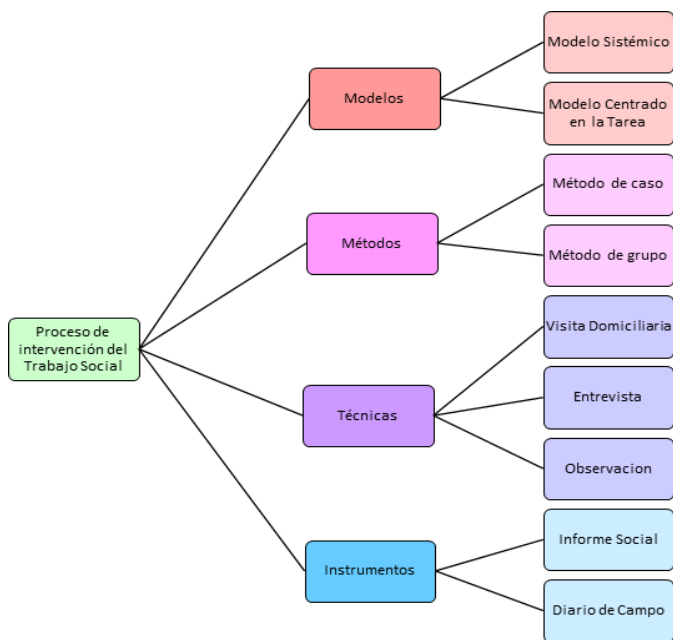 Proceso de
intervención del
Trabajo Social
Modelos
Modelo Sistémico
Modelo Centrado
en la Tarea
Métodos
Método de caso
Método de grupo
Técnicas
Visita Domiciliaria
Entrevista
Observacion
Instrumentos
Informe Social
Diario de Campo